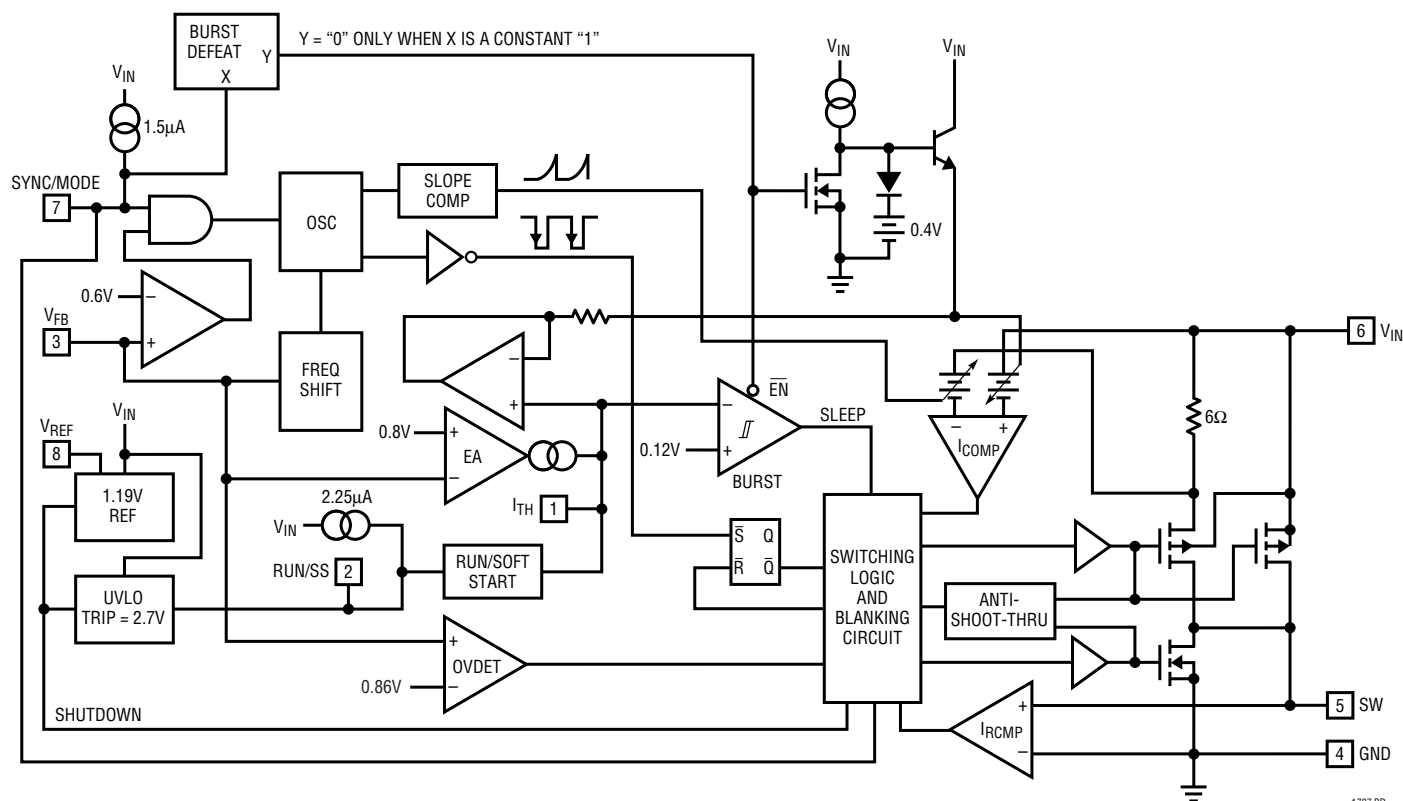 BURST
DEFEAT
Y
X
Y = “0” ONLY WHEN X IS A CONSTANT “1”
VIN
1.5µA
SYNC/MODE
7
OSC
SLOPE
COMP
VIN
VIN
0.4V
0.6V
−
+
VFB
3
FREQ
SHIFT
−
+
EN
6
VIN
−
+
ICOMP
6Ω
VREF
8
VIN
1.19V
REF
0.8V
+
−
EA
−
+
0.12V
SLEEP
BURST
2.25µA
VIN
ITH
1
RUN/SS
2
RUN/SOFT
START
S
Q
R
Q
SWITCHING
LOGIC
AND
BLANKING
CIRCUIT
ANTI-
SHOOT-THRU
UVLO
TRIP = 2.7V
+
−
OVDET
0.86V
SHUTDOWN
IRCMP
+
−
5
SW
4
GND